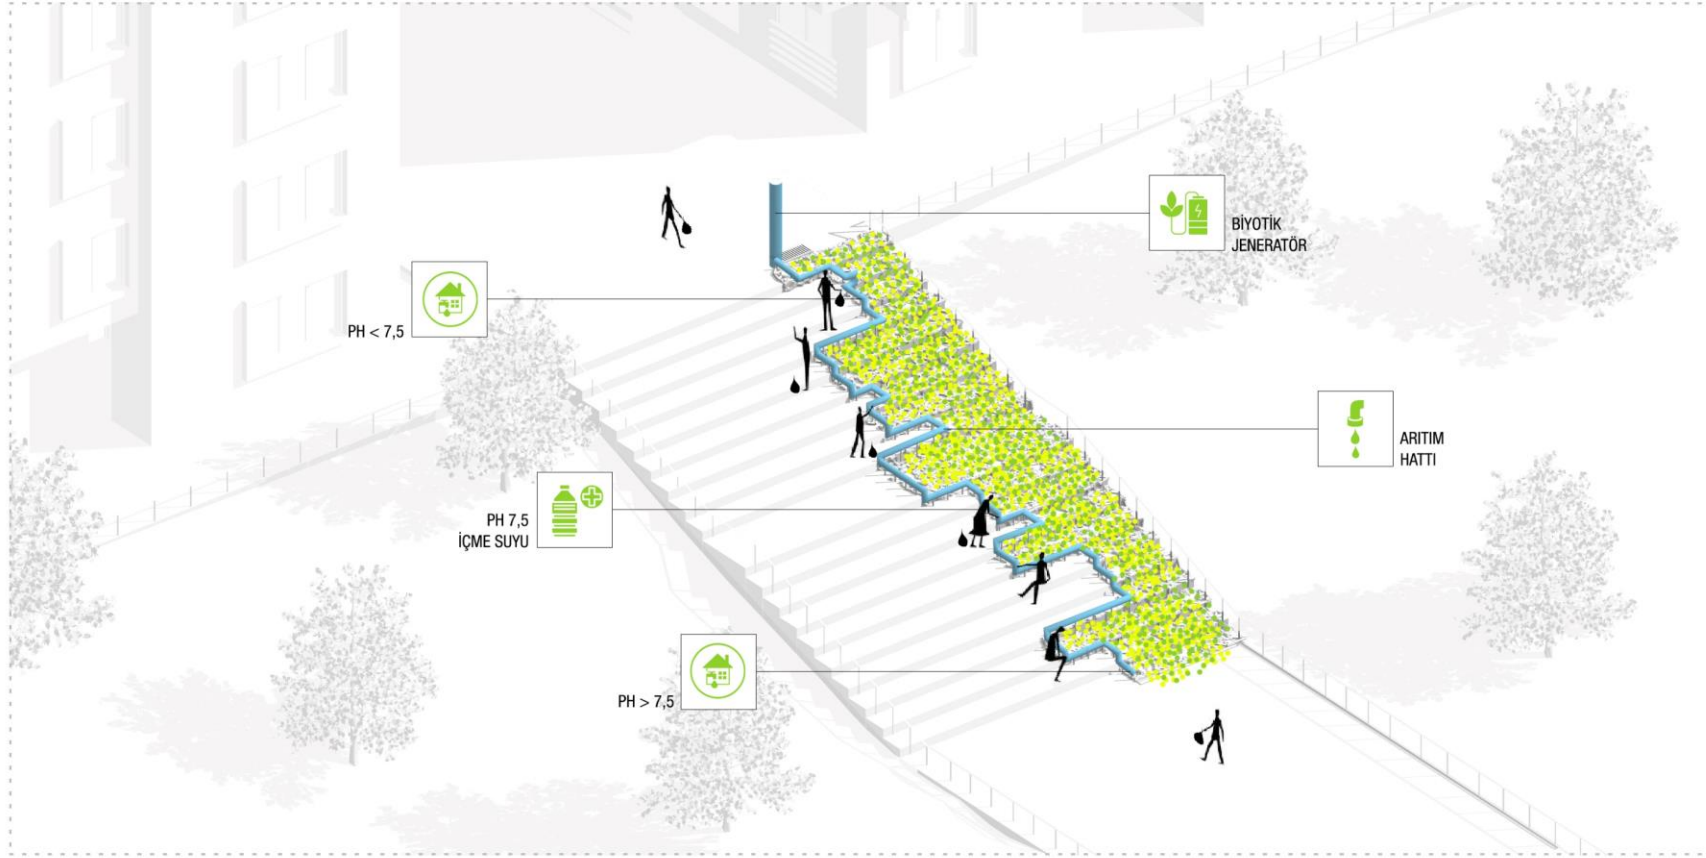 BİYOTİK
JENERATÖR
PH < 7,5
ARITIM
HATTI
PH 7,5
İÇME SUYU
PH > 7,5